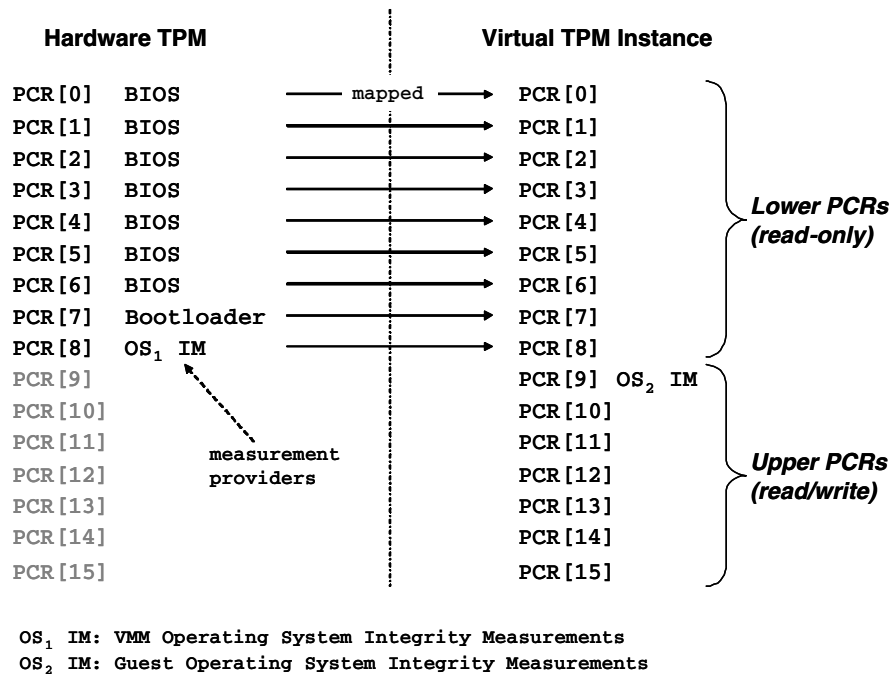 Hardware TPM Virtual TPM Instance
PCR[0] BIOS mapped PCR[0]
PCR[1] BIOS PCR[1]
PCR[2] BIOS PCR[2]
PCR[3] BIOS PCR[3]
Lower PCRs
PCR[4] BIOS PCR[4]
(read-only)
PCR[5] BIOS PCR[5]
PCR[6] BIOS PCR[6]
PCR[7] Bootloader PCR[7]
PCR[8] OS₁ IM PCR[8]
PCR[9] PCR[9] OS₂ IM
PCR[10] PCR[10]
PCR[11] PCR[11]
measurement
Upper PCRs
PCR[12] PCR[12]
providers
(read/write)
PCR[13] PCR[13]
PCR[14] PCR[14]
PCR[15] PCR[15]
OS₁ IM: VMM Operating System Integrity Measurements
OS₂ IM: Guest Operating System Integrity Measurements